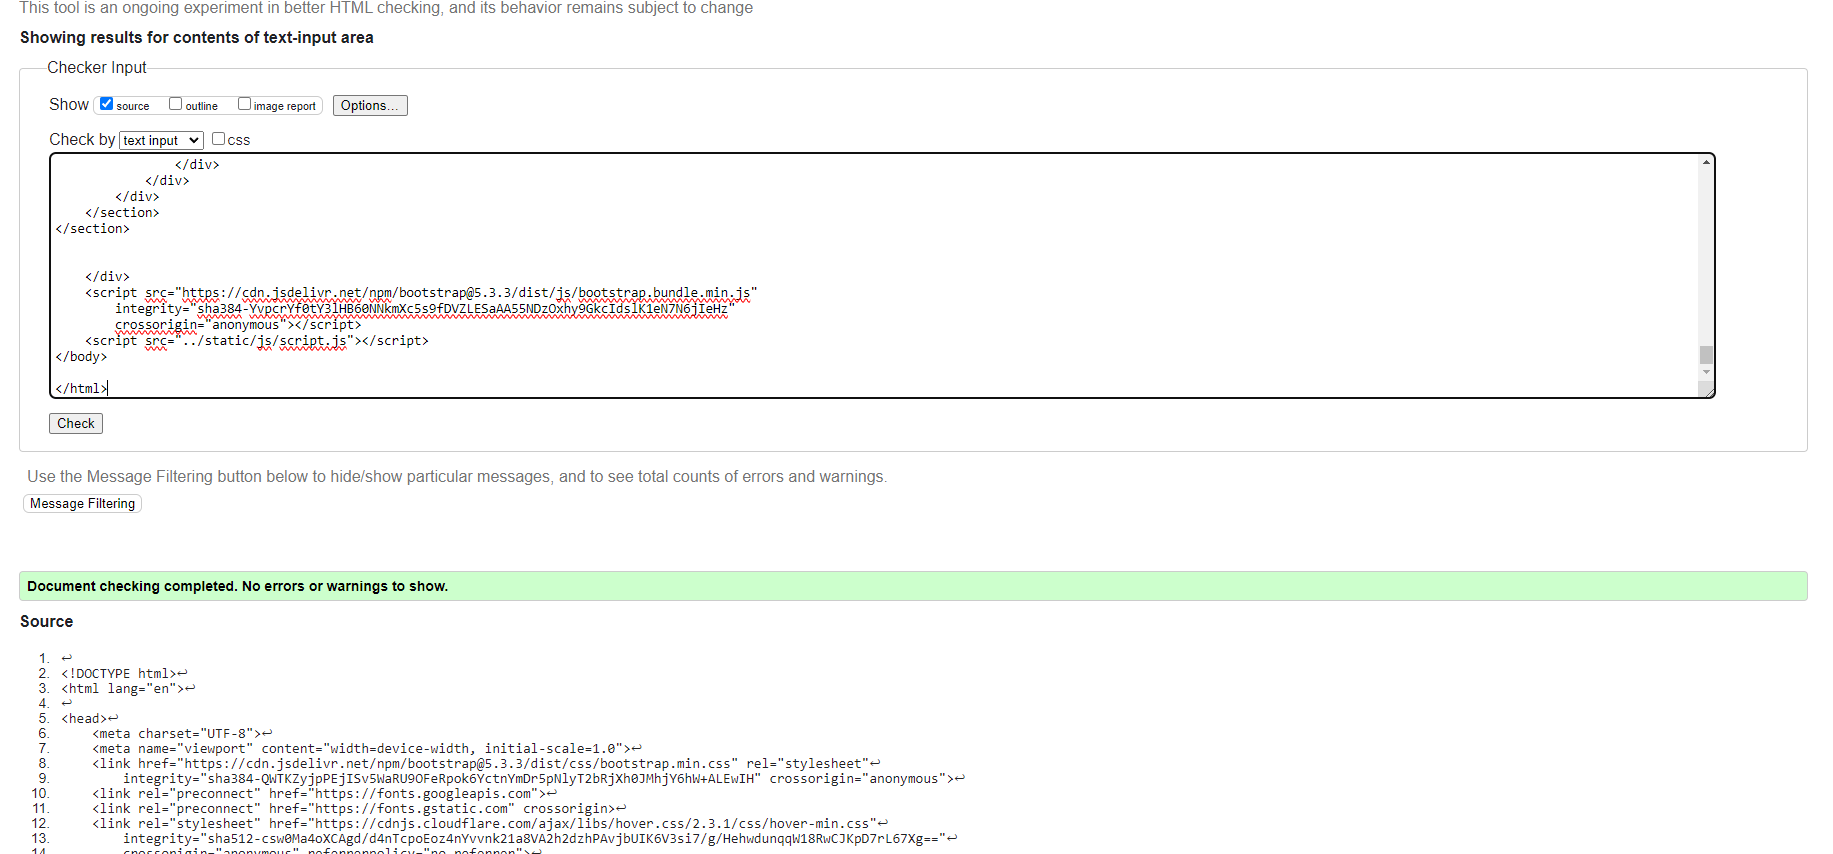 This tool is an ongoing experiment in better HTML checking, and its behavior remains subject to change
Showing results for contents of text-input area
Checker Input
Show source outline image report Options...
Check by text input css
</div>
</div>
</div>
</section>
</section>
</div>
<script src="https://cdn.jsdelivr.net/npm/bootstrap@5.3.3/dist/js/bootstrap.bundle.min.js"
integrity="sha384-YvpcrYf0tY3lHB60NNkmXc5s9fDVZLESaAA55NDzOxhy9GkcIdslK1eN7N6jIeHz"
crossorigin="anonymous"></script>
<script src="../static/js/script.js"></script>
</body>
</html>
Check
Use the Message Filtering button below to hide/show particular messages, and to see total counts of errors and warnings.
Message Filtering
Document checking completed. No errors or warnings to show.
Source
1. ↩
2. <!DOCTYPE html>↩
3. <html lang="en">↩
4. ↩
5. <head>↩
6. <meta charset="UTF-8">↩
7. <meta name="viewport" content="width=device-width, initial-scale=1.0">↩
8. <link href="https://cdn.jsdelivr.net/npm/bootstrap@5.3.3/dist/css/bootstrap.min.css" rel="stylesheet"↩
9. integrity="sha384-QWTKZyjpPEjISv5WaRU9OFeRpok6YctnYmDr5pNlyT2bRjXh0JMhjY6hW+ALEwIH" crossorigin="anonymous">↩
10. <link rel="preconnect" href="https://fonts.googleapis.com">↩
11. <link rel="preconnect" href="https://fonts.gstatic.com" crossorigin>↩
12. <link rel="stylesheet" href="https://cdnjs.cloudflare.com/ajax/libs/hover.css/2.3.1/css/hover-min.css"↩
13. integrity="sha512-csw0Ma4oXCAgd/d4nTcpoEoz4nYvvnk21a8VA2h2dzhPAvjbUIK6V3si7/g/HehwdunqqW18RwCJKpD7rL67Xg=="↩
14. crossorigin="anonymous" referrerpolicy="no-referrer">↩